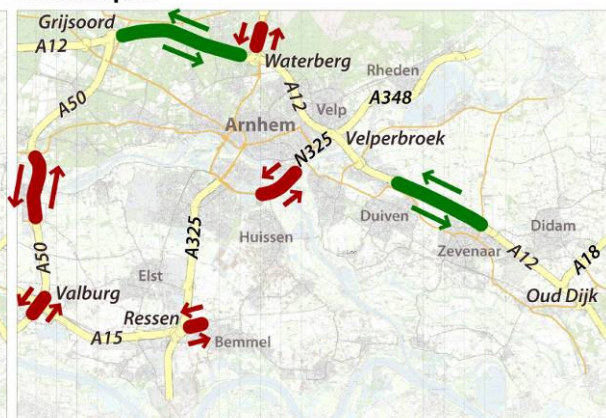 Grijsoord
A12
Waterberg
A50
A12
Rheden
Velp
A348
Arnhem
N325
Velperbroek
A50
A325
Huissen
Duiven
Didam
Zevenaar
A12
A18
Elst
Oud Dijk
Valburg
Ressen
A15
Bemmel